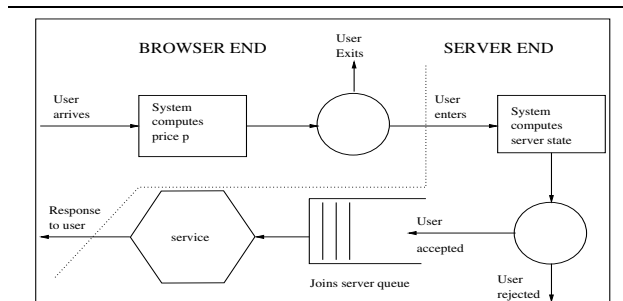 BROWSER END
User
Exits
SERVER END
User
arrives
System
computes
price p
User
enters
System
computes
server state
Response
to user
service
User
accepted
Joins server queue
User
rejected